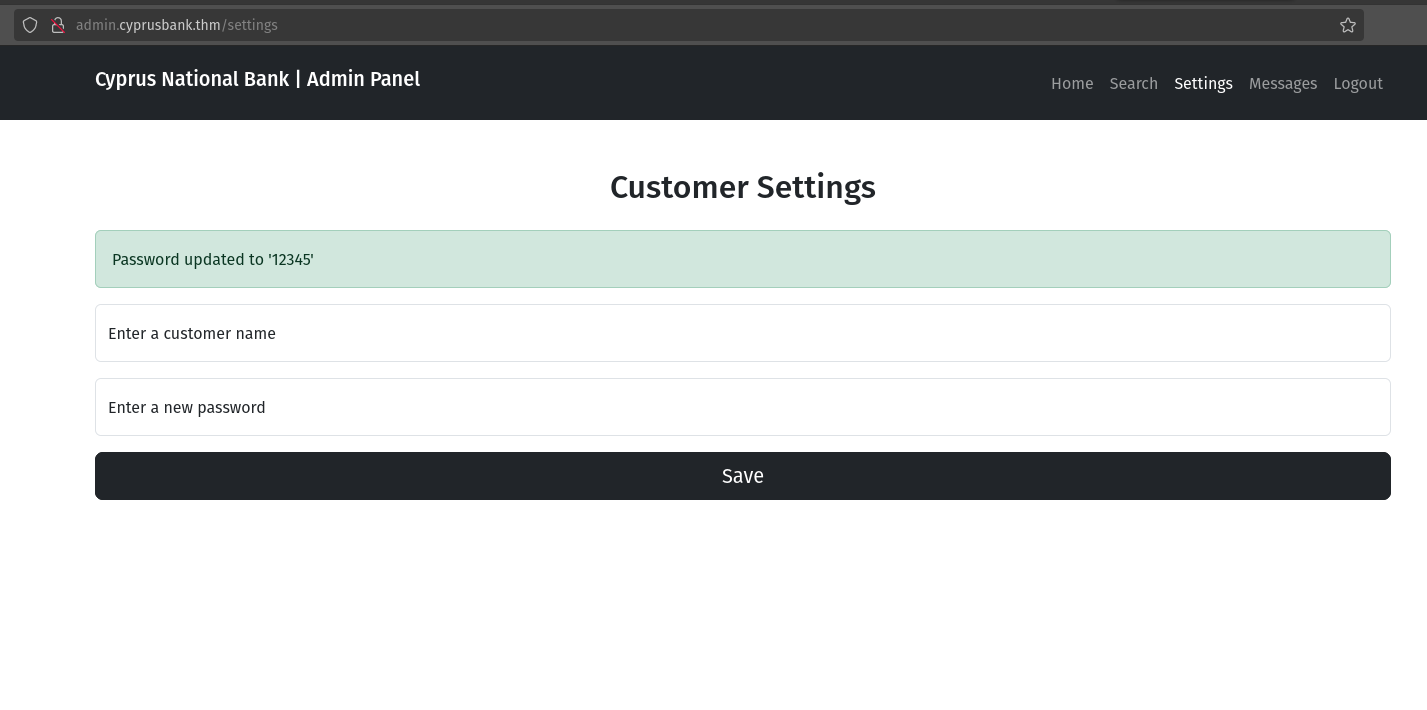 admin.cyprusbank.thm/settings
Cyprus National Bank | Admin Panel
Home Search Settings Messages Logout
Customer Settings
Password updated to '12345'
Enter a customer name
Enter a new password
Save